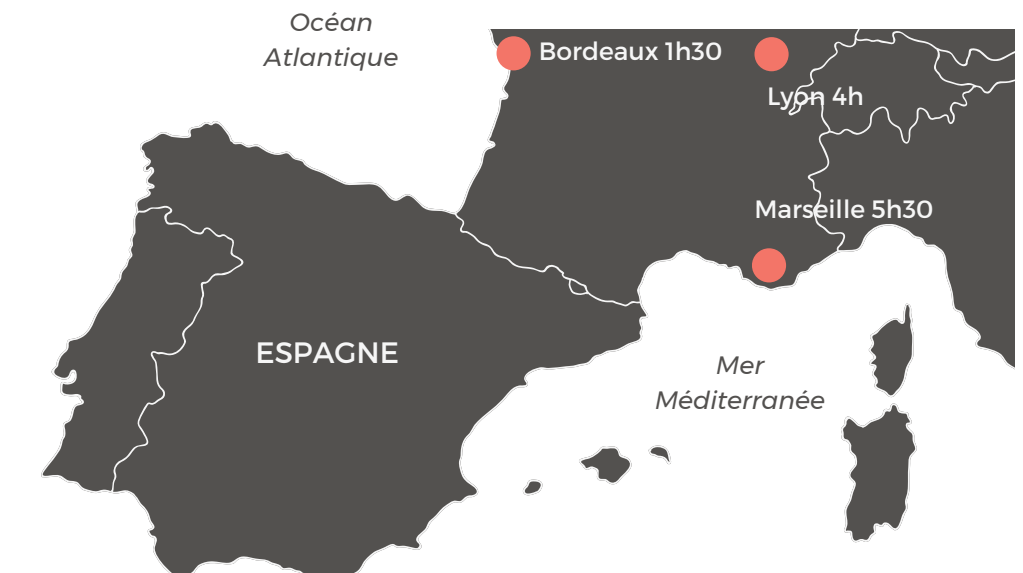 Océan
Atlantique
Bordeaux 1h30
Lyon 4h
Marseille 5h30
ESPAGNE
Mer
Méditerranée